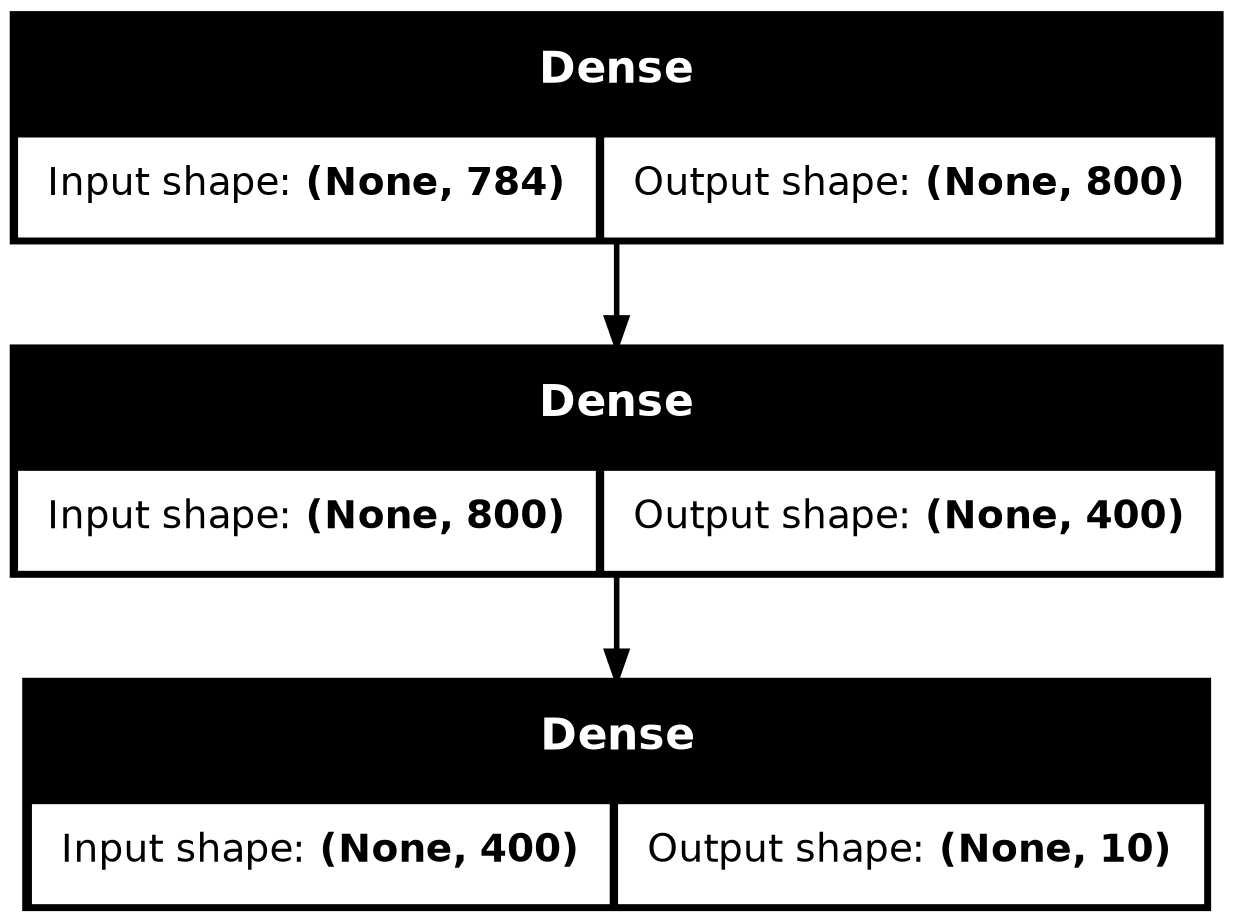 Dense
Input shape: (None, 784) Output shape: (None, 800)
Dense
Input shape: (None, 800) Output shape: (None, 400)
Dense
Input shape: (None, 400) Output shape: (None, 10)